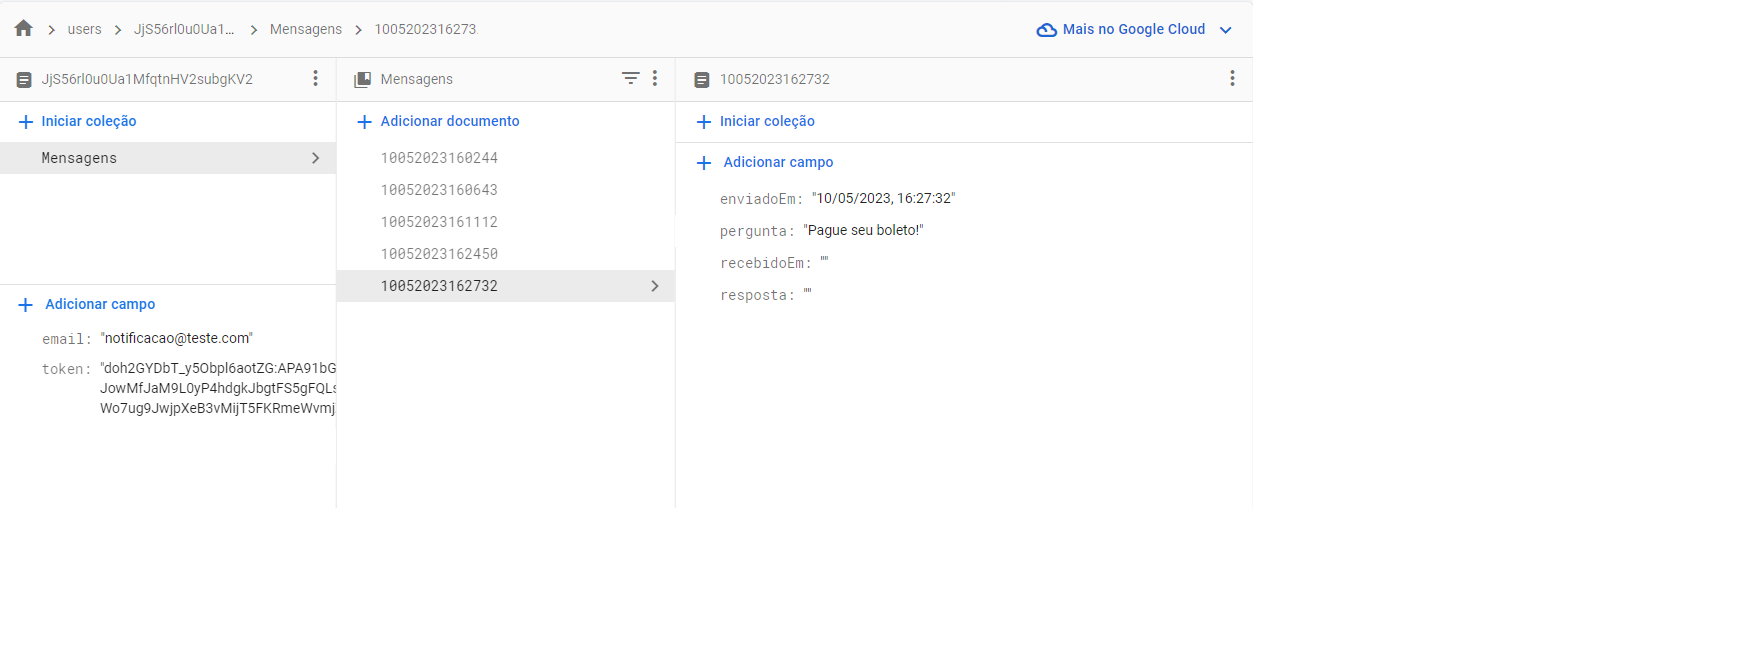 users JjS56rl0u0Ua1... Mensagens 1005202316273
Mais no Google Cloud
JjS56rl0u0Ua1MfqtnHV2subgKV2
Iniciar coleção
Mensagens
Adicionar campo
email: "notificacao@teste.com"
token: "doh2GYDbT_y5Obpl6aotZG:APA91bG
JowMfJaM9L0yP4hdgkJbgtFS5gFQLs
Wo7ug9JwjpXeB3vMijT5FKRmeWvmj
Mensagens
Adicionar documento
10052023160244
10052023160643
10052023161112
10052023162450
10052023162732
10052023162732
Iniciar coleção
Adicionar campo
enviadoEm: "10/05/2023, 16:27:32"
pergunta: "Pague seu boleto!"
recebidoEm: ""
resposta: ""